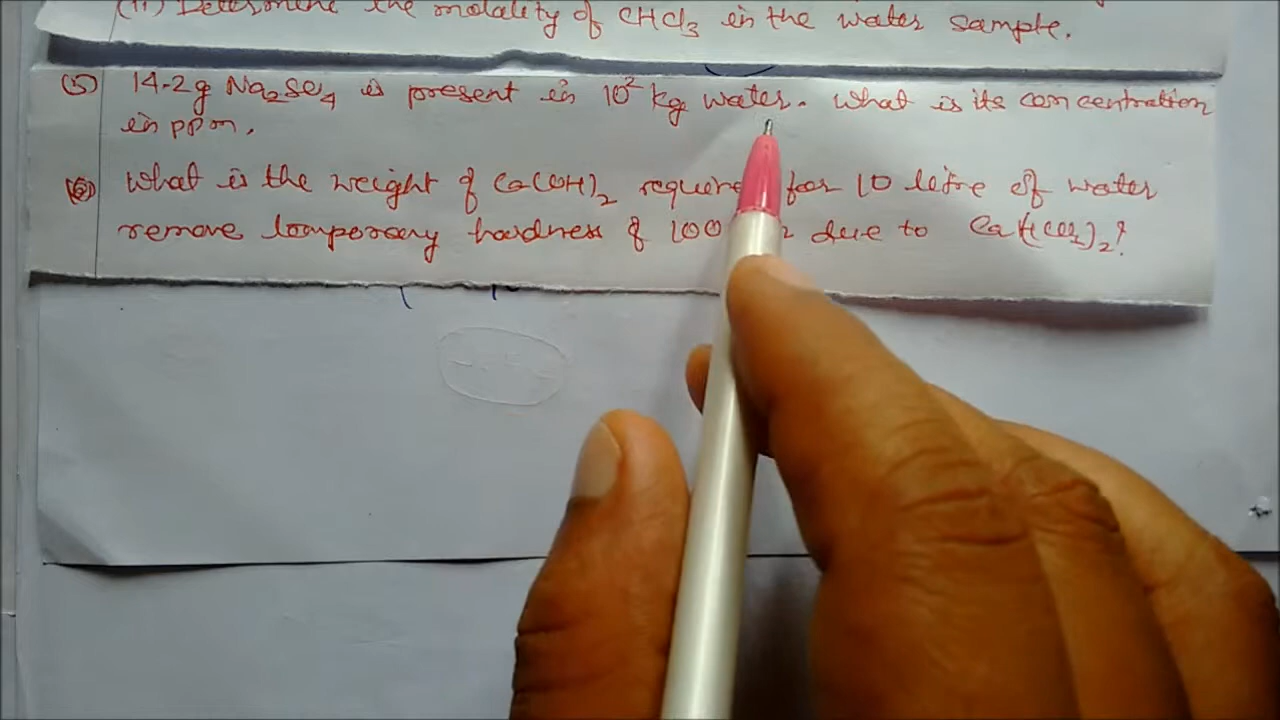 (ii) Determine the molality of CHCl3 in the water sample.
(5) 14.2g Na2SO4 is present in 10² kg water. What is its concentration
in ppm.
(6) What is the weight of Ca(OH)2 require for 10 litre of water
remove temporary hardness of 100 due to Ca(HCO3)2?